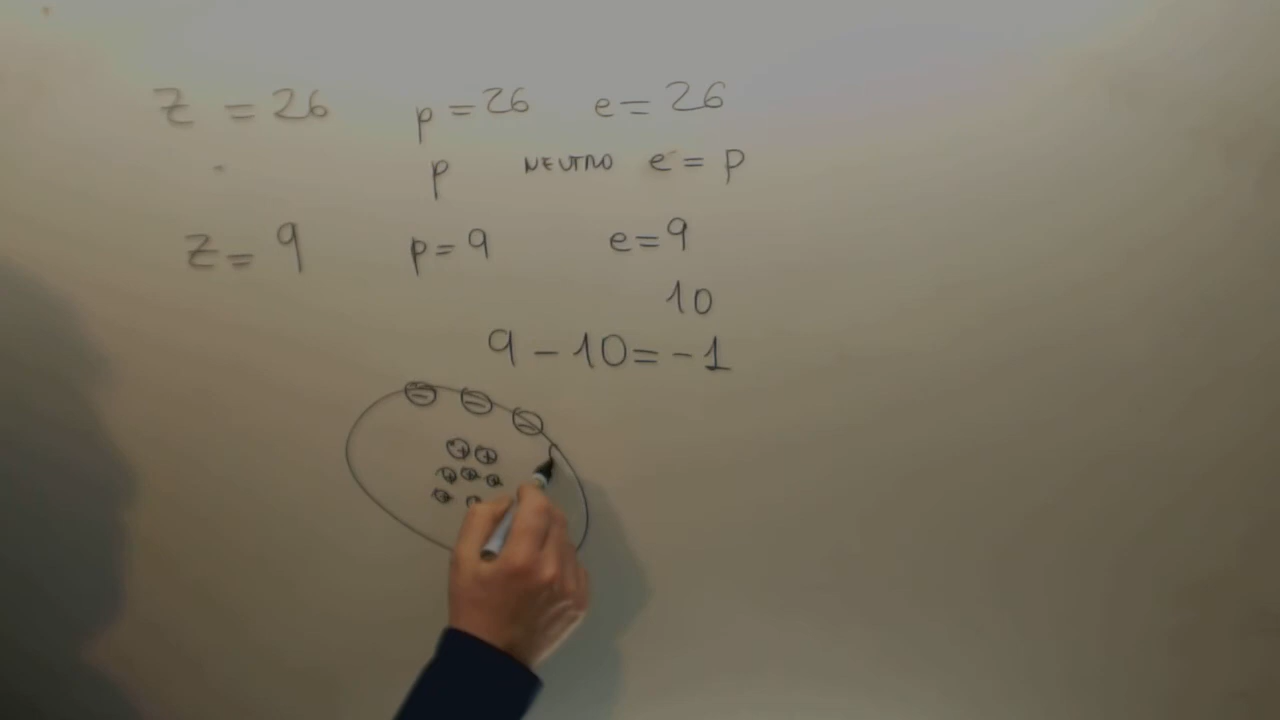 Z = 26 p = 26 e = 26
p NEUTRO e = p
Z = 9 p = 9 e = 9
10
9 - 10 = -1